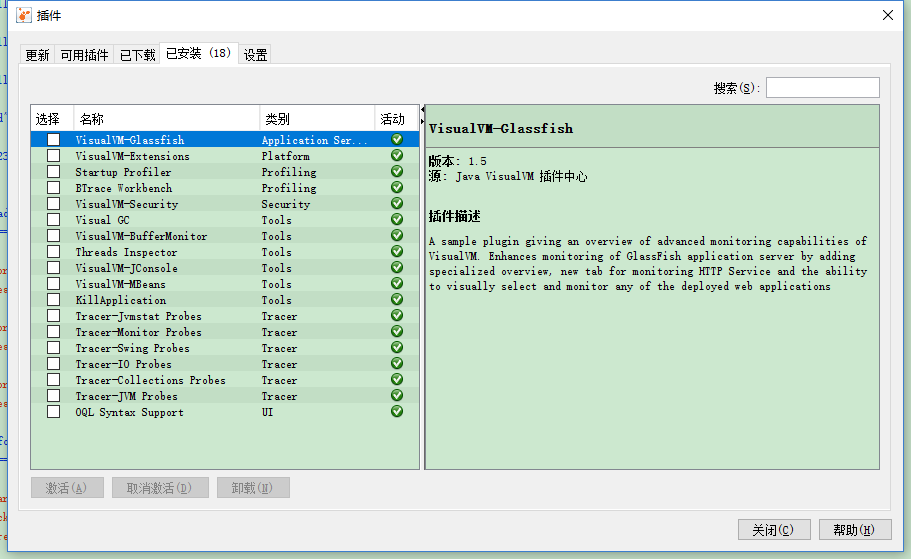 插件
更新 可用插件 已下载 已安装 (18) 设置
搜索(S):
选择 名称 类别 活动
VisualVM-Glassfish Application Ser...
VisualVM-Extensions Platform
Startup Profiler Profiling
BTrace Workbench Profiling
VisualVM-Security Security
Visual GC Tools
VisualVM-BufferMonitor Tools
Threads Inspector Tools
VisualVM-JConsole Tools
VisualVM-MBeans Tools
KillApplication Tools
Tracer-Jvmstat Probes Tracer
Tracer-Monitor Probes Tracer
Tracer-Swing Probes Tracer
Tracer-IO Probes Tracer
Tracer-Collections Probes Tracer
Tracer-JVM Probes Tracer
OQL Syntax Support UI
VisualVM-Glassfish
版本: 1.5
源: Java VisualVM 插件中心
插件描述
A sample plugin giving an overview of advanced monitoring capabilities of
VisualVM. Enhances monitoring of GlassFish application server by adding
specialized overview, new tab for monitoring HTTP Service and the ability
to visually select and monitor any of the deployed web applications
激活(A) 取消激活(D) 卸载(N)
关闭(C) 帮助(H)